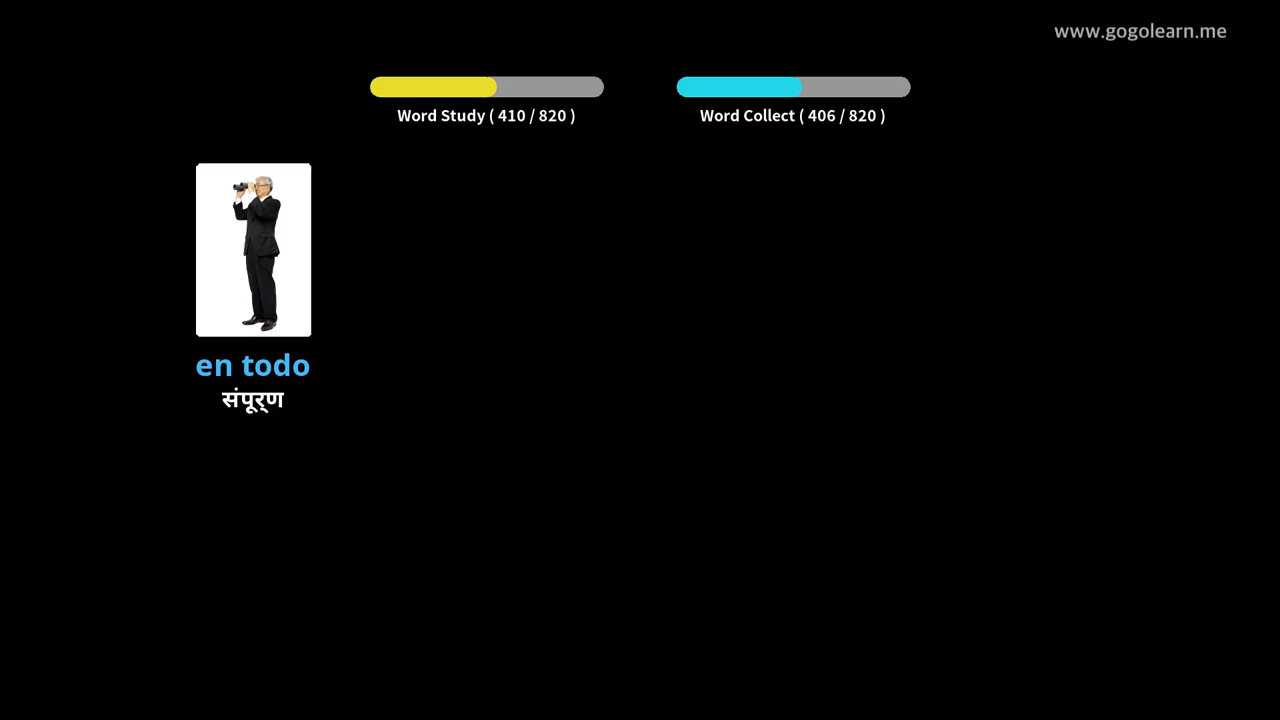 www.gogolearn.me
Word Study ( 410 / 820 )
Word Collect ( 406 / 820 )
en todo
संपूर्ण